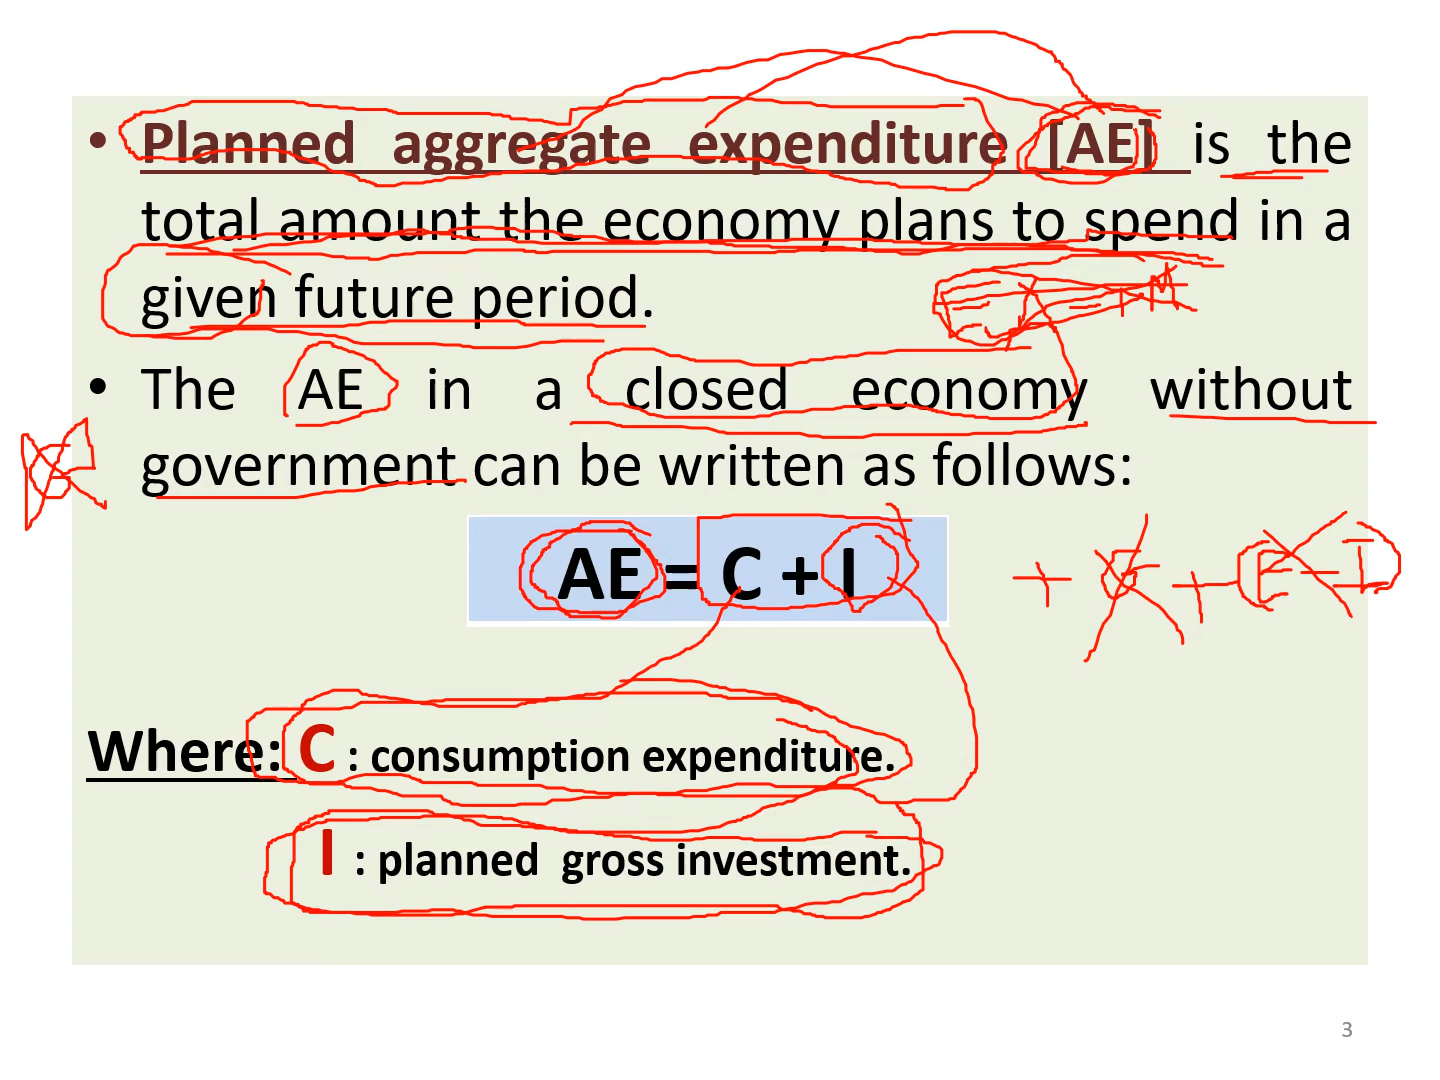 • Planned aggregate expenditure [AE] is the
total amount the economy plans to spend in a
given future period.
• The AE in a closed economy without
government can be written as follows:
AE = C + I
Where: C : consumption expenditure.
I : planned gross investment.
3